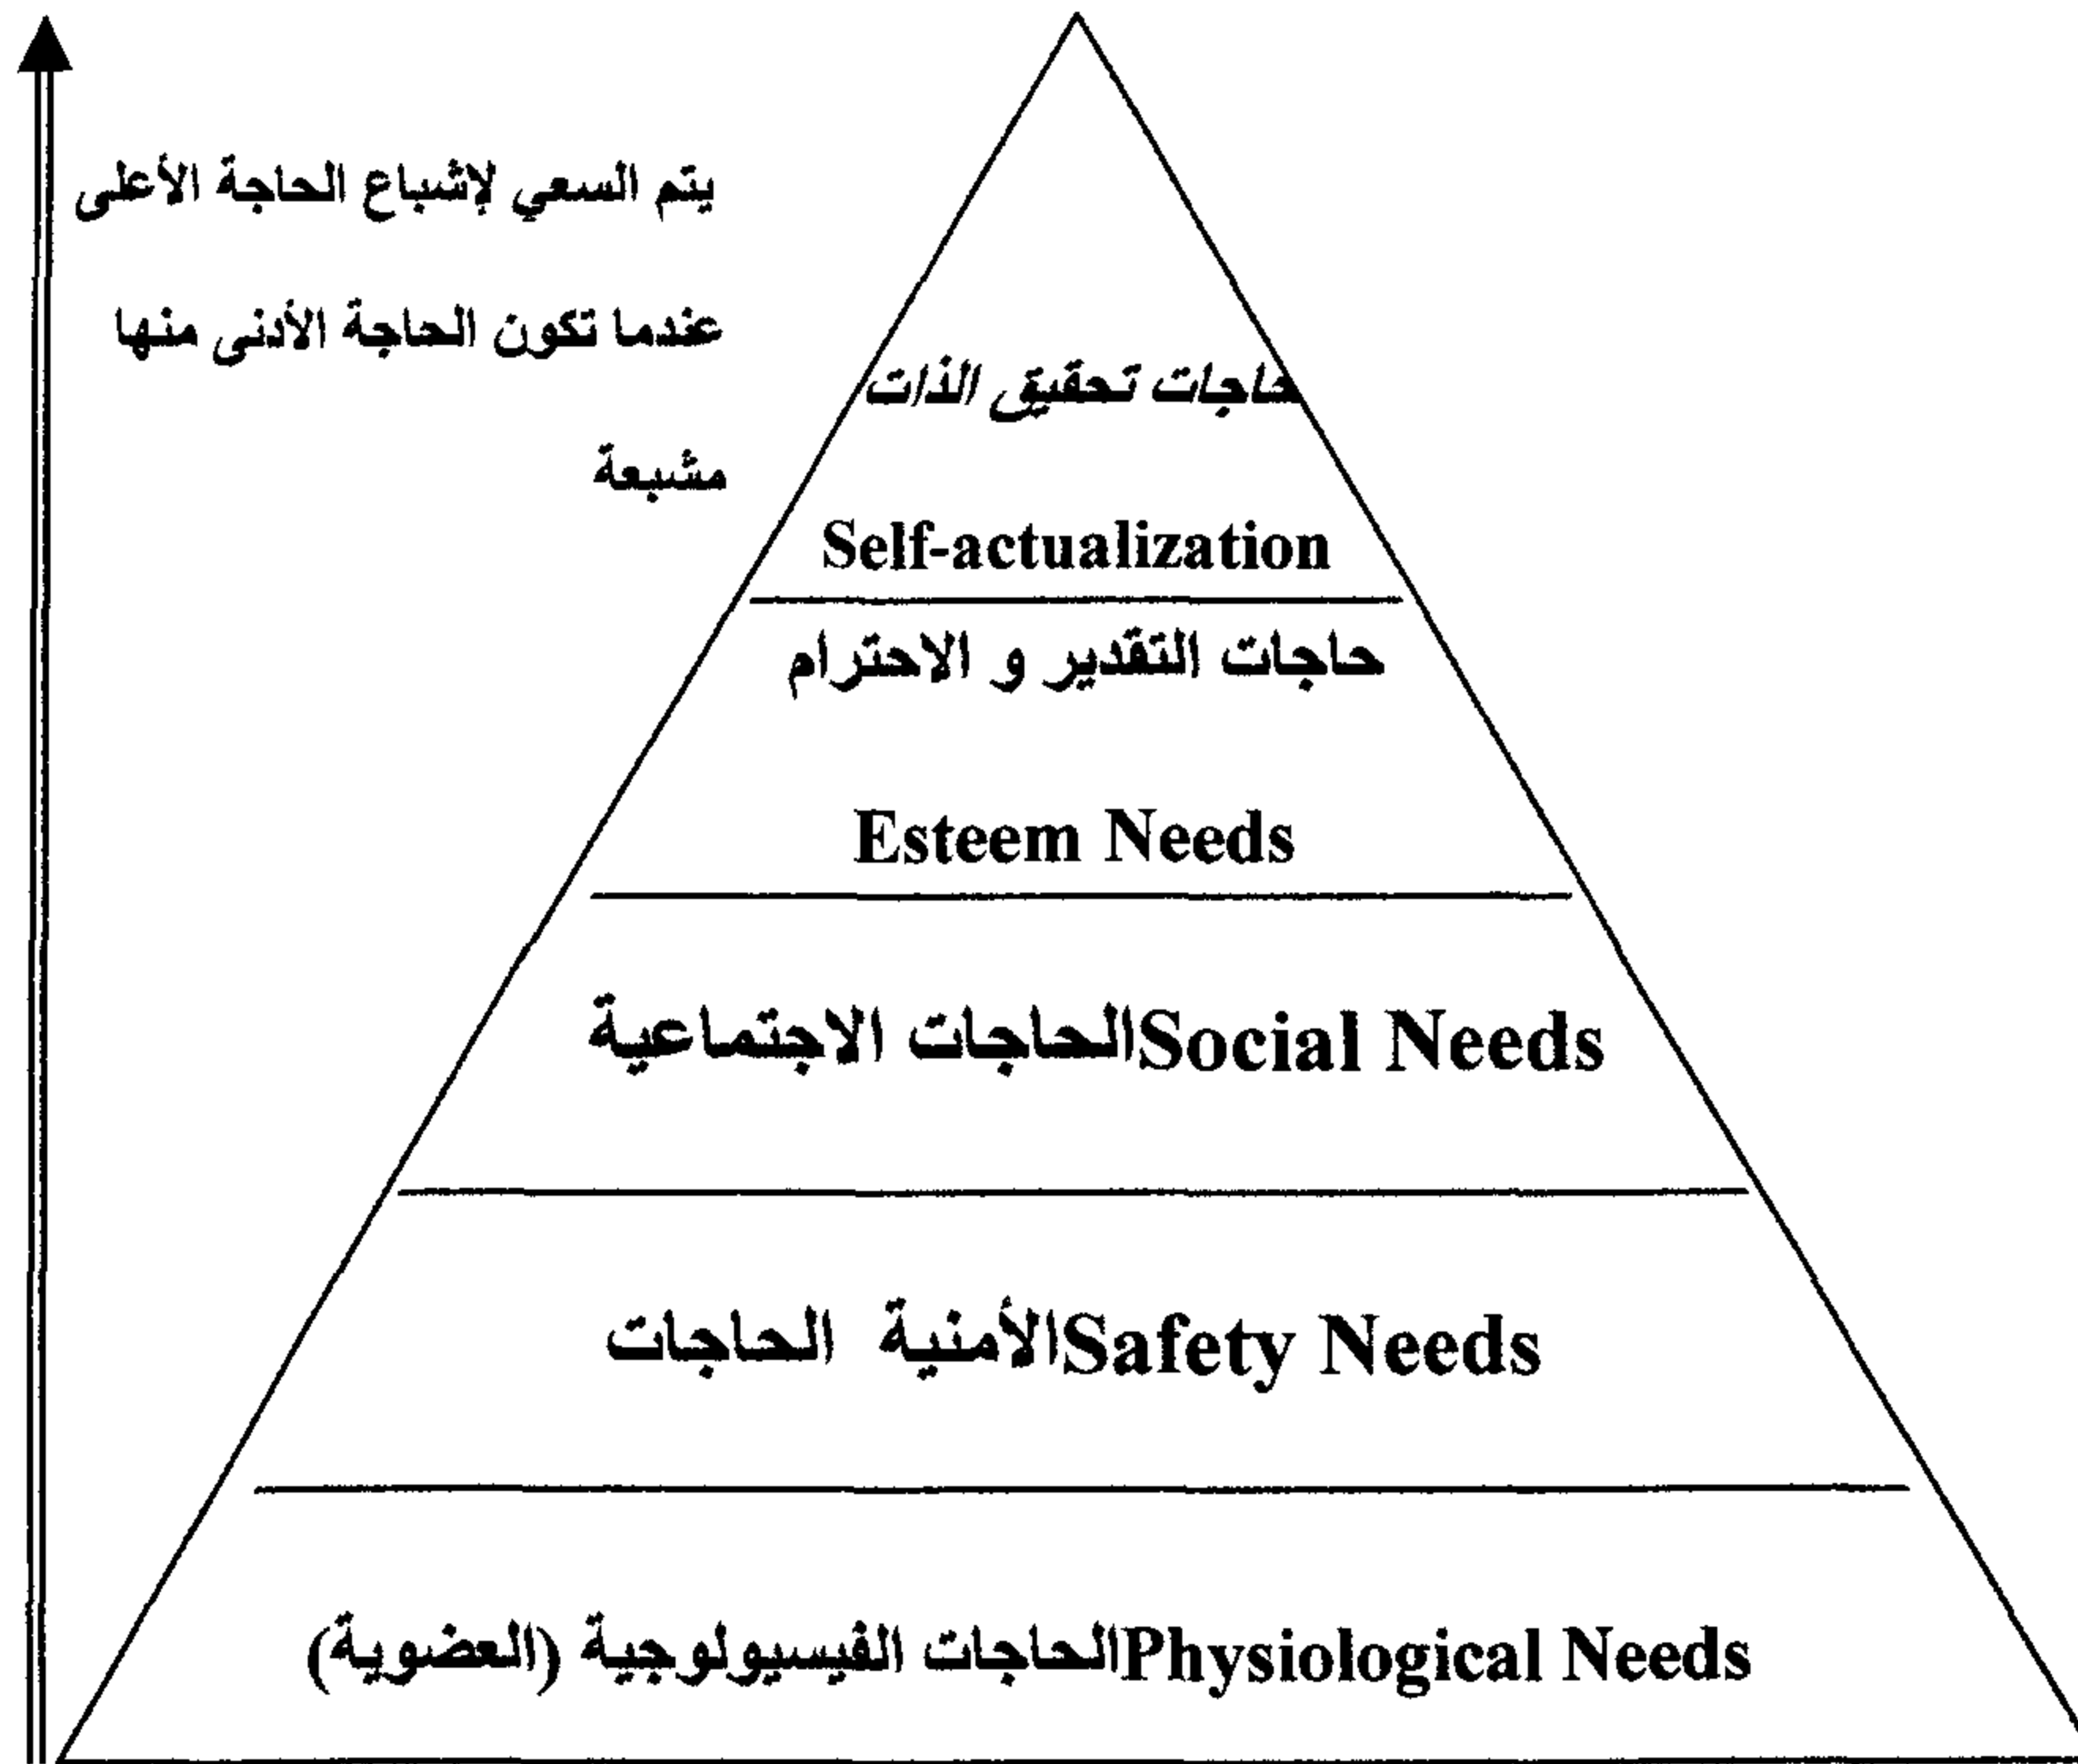 يتم السعي لإشباع الحاجة الأعلى
عندما تكون الحاجة الأدنى منها
مشبعة
حاجات تحقيق الذات
Self-actualization
حاجات التقدير و الاحترام
Esteem Needs
Social Needsالحاجات الاجتماعية
Safety Needsالأمنية الحاجات
Physiological Needsالحاجات الفيسيولوجية (العضوية)